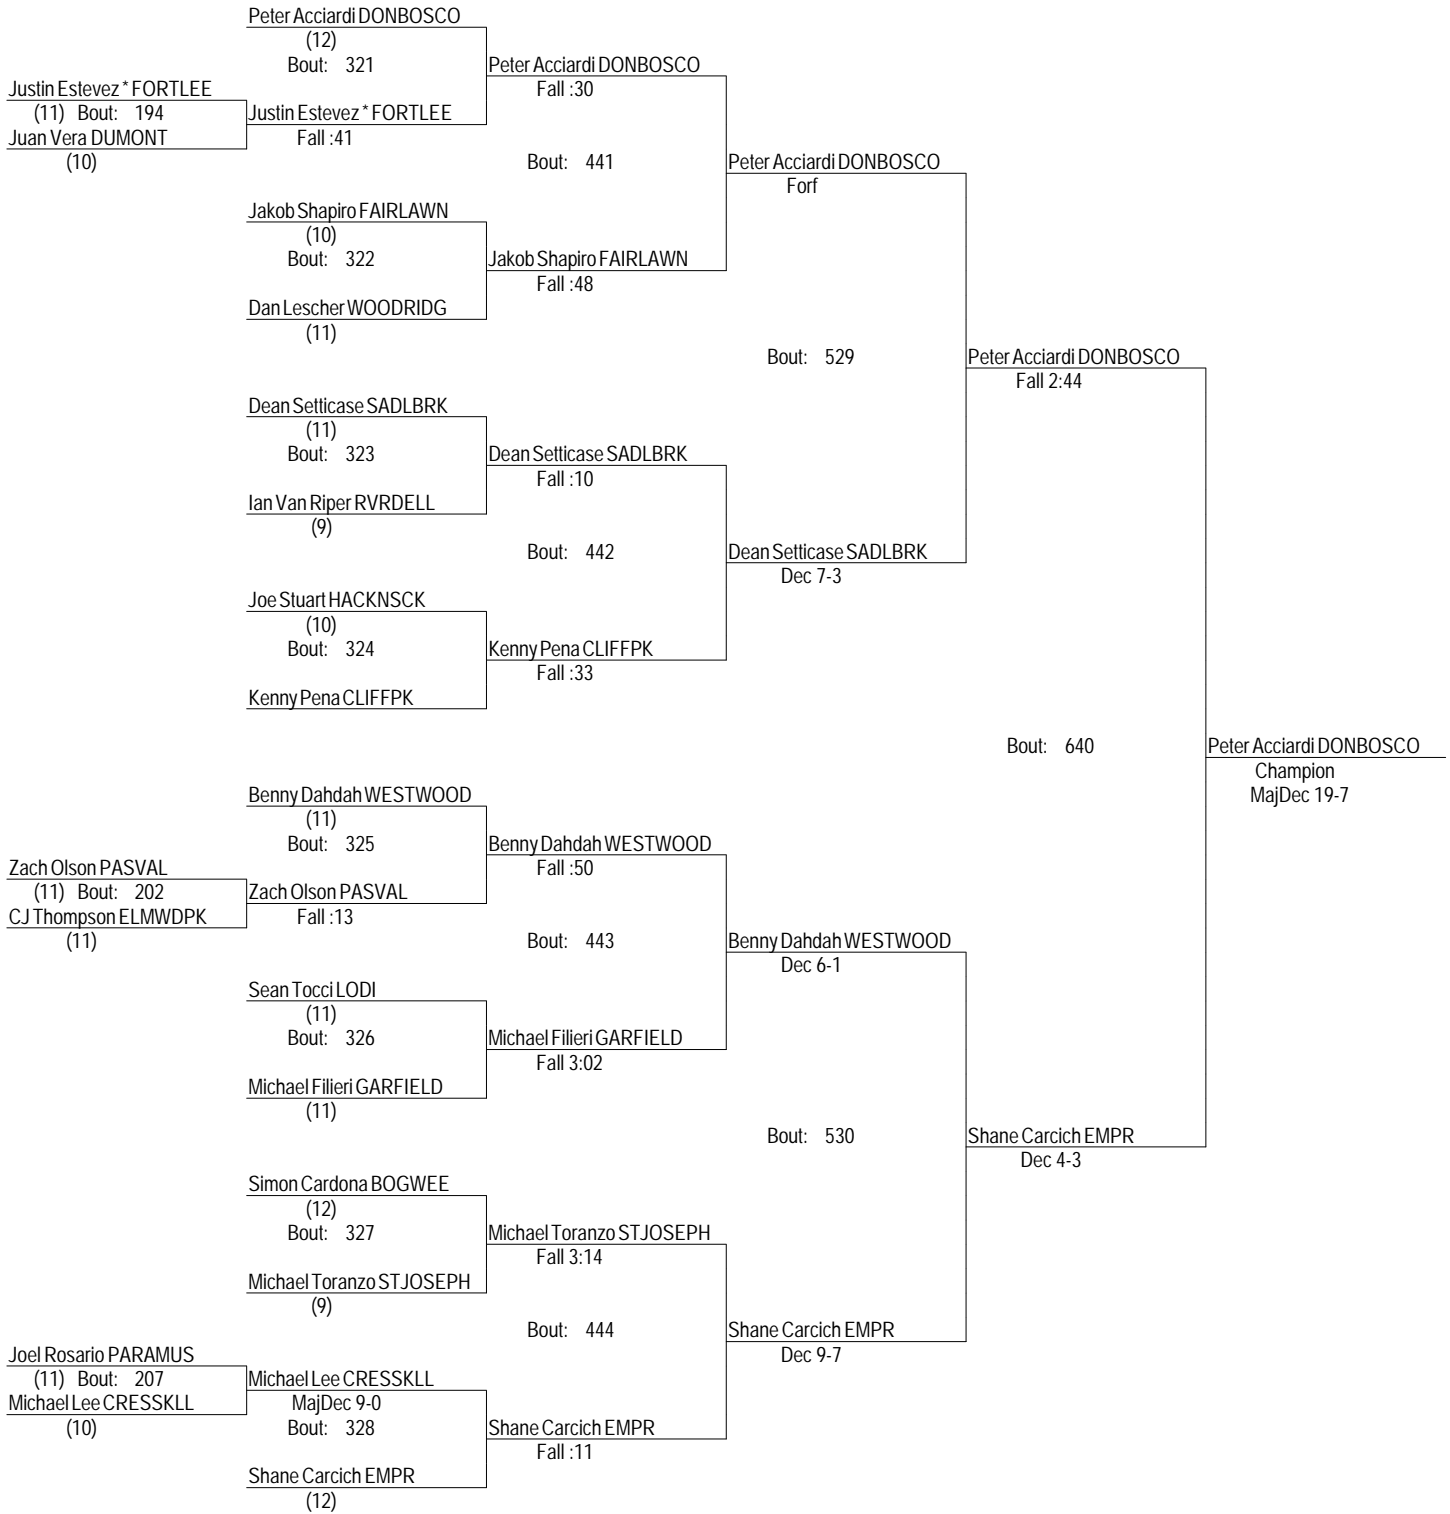 Peter Acciardi DONBOSCO
(12)
Bout: 321
Peter Acciardi DONBOSCO
Fall :30
Justin Estevez * FORTLEE
(11) Bout: 194
Justin Estevez * FORTLEE
Fall :41
Juan Vera DUMONT
(10)
Bout: 441
Peter Acciardi DONBOSCO
Forf
Jakob Shapiro FAIRLAWN
(10)
Bout: 322
Jakob Shapiro FAIRLAWN
Fall :48
Dan Lescher WOODRIDG
(11)
Bout: 529
Peter Acciardi DONBOSCO
Fall 2:44
Dean Setticase SADLBRK
(11)
Bout: 323
Dean Setticase SADLBRK
Fall :10
Ian Van Riper RVRDELL
(9)
Bout: 442
Dean Setticase SADLBRK
Dec 7-3
Joe Stuart HACKNSCK
(10)
Bout: 324
Kenny Pena CLIFFPK
Fall :33
Kenny Pena CLIFFPK
Bout: 640
Peter Acciardi DONBOSCO
Champion
MajDec 19-7
Benny Dahdah WESTWOOD
(11)
Bout: 325
Benny Dahdah WESTWOOD
Fall :50
Zach Olson PASVAL
(11) Bout: 202
Zach Olson PASVAL
Fall :13
CJ Thompson ELMWDPK
(11)
Bout: 443
Benny Dahdah WESTWOOD
Dec 6-1
Sean Tocci LODI
(11)
Bout: 326
Michael Filieri GARFIELD
Fall 3:02
Michael Filieri GARFIELD
(11)
Bout: 530
Shane Carcich EMPR
Dec 4-3
Simon Cardona BOGWEE
(12)
Bout: 327
Michael Toranzo STJOSEPH
Fall 3:14
Michael Toranzo STJOSEPH
(9)
Bout: 444
Shane Carcich EMPR
Dec 9-7
Joel Rosario PARAMUS
(11) Bout: 207
Michael Lee CRESSKLL
MajDec 9-0
Michael Lee CRESSKLL
(10)
Bout: 328
Shane Carcich EMPR
Fall :11
Shane Carcich EMPR
(12)